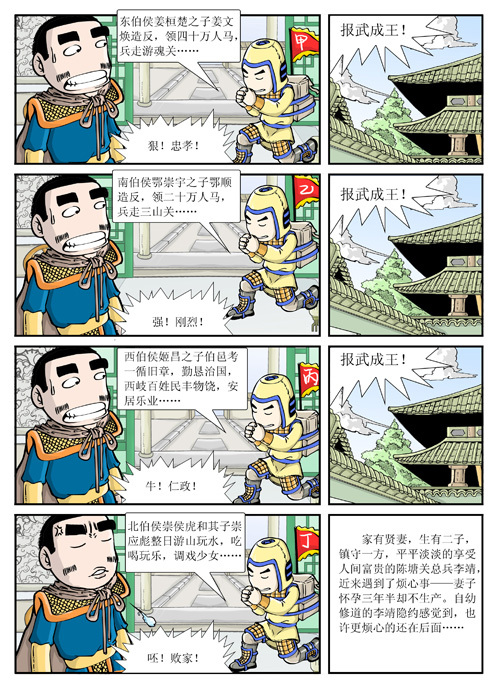 东伯侯姜桓楚之子姜文
焕造反，领四十万人马，
兵走游魂关……
甲
狠！忠孝！
报武成王！
南伯侯鄂崇宇之子鄂顺
造反，领二十万人马，
兵走三山关……
乙
强！刚烈！
报武成王！
西伯侯姬昌之子伯邑考
一循旧章，勤恳治国，
西岐百姓民丰物饶，安
居乐业……
丙
牛！仁政！
报武成王！
北伯侯崇侯虎和其子崇
应彪整日游山玩水，吃
喝玩乐，调戏少女……
丁
呸！败家！
家有贤妻，生有二子，
镇守一方，平平淡淡的享受
人间富贵的陈塘关总兵李靖，
近来遇到了烦心事——妻子
怀孕三年半却不生产。自幼
修道的李靖隐约感觉到，也
许更烦心的还在后面……